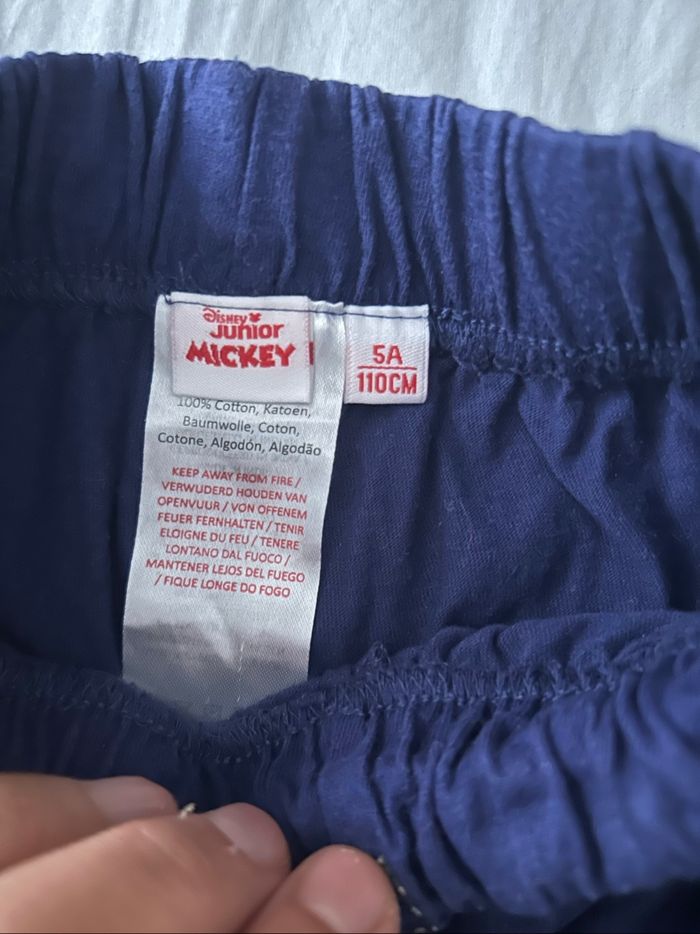 Disney
Junior
MICKEY
5A
110CM
100% Cotton, Katoen,
Baumwolle, Coton,
Cotone, Algodón, Algodão
KEEP AWAY FROM FIRE /
VERWUDERD HOUDEN VAN
OPENVUUR / VON OFFENEM
FEUER FERNHALTEN / TENIR
ELOIGNE DU FEU / TENERE
LONTANO DAL FUOCO /
MANTENER LEJOS DEL FUEGO
/ FIQUE LONGE DO FOGO